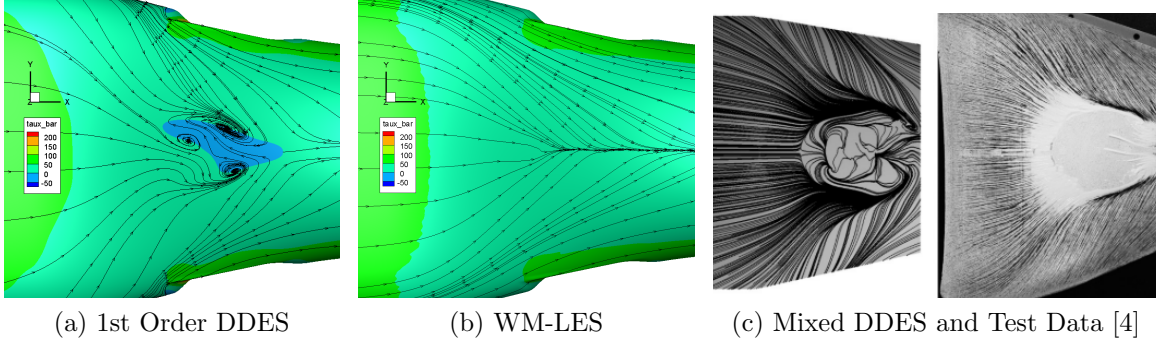 Y
Z X
taux_bar
200
150
100
50
0
-50
Y
Z X
taux_bar
200
150
100
50
0
-50
(a) 1st Order DDES
(b) WM-LES
(c) Mixed DDES and Test Data [4]